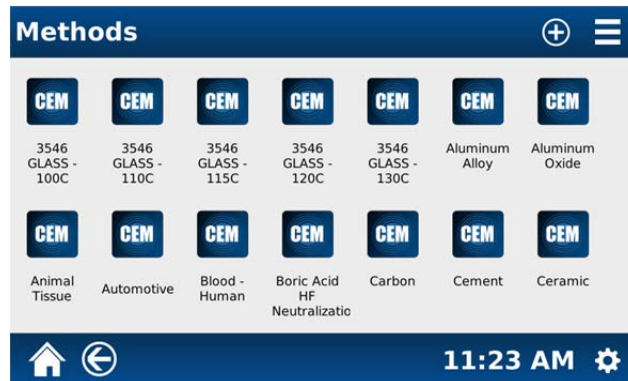 Methods
CEM CEM CEM CEM CEM CEM CEM
3546 3546 3546 3546 3546 Aluminum Aluminum
GLASS - GLASS - GLASS - GLASS - GLASS - Alloy Oxide
100C 110C 115C 120C 130C
CEM CEM CEM CEM CEM CEM CEM
Animal Automotive Blood - Boric Acid Carbon Cement Ceramic
Tissue Human HF
Neutralizatio
11:23 AM